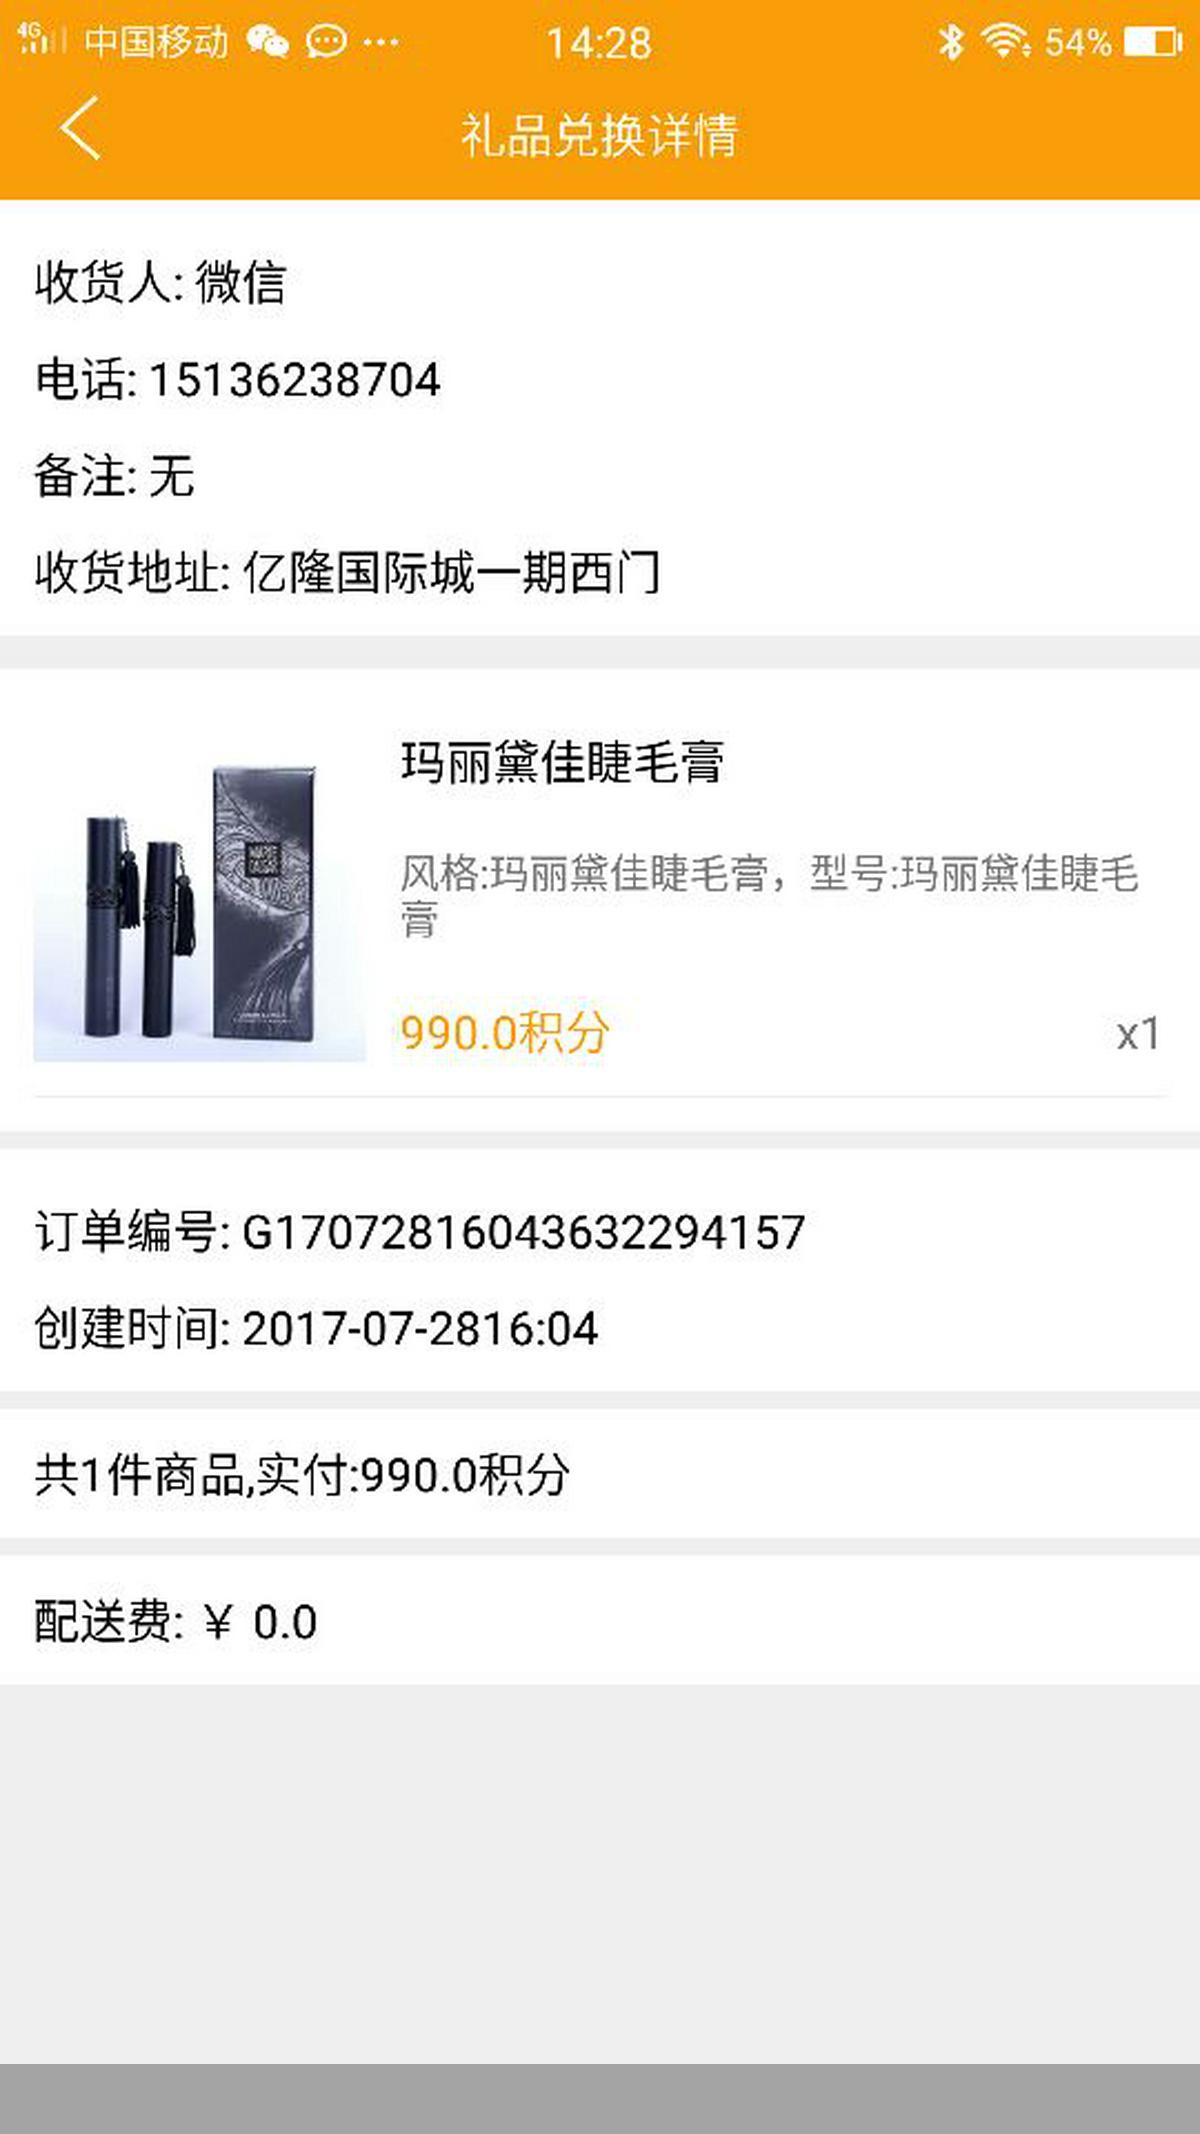 4G 中国移动 14:28 54%
礼品兑换详情
收货人: 微信
电话: 15136238704
备注: 无
收货地址: 亿隆国际城一期西门
玛丽黛佳睫毛膏
风格:玛丽黛佳睫毛膏，型号:玛丽黛佳睫毛
膏
990.0积分 x1
订单编号: G170728160436322​94157
创建时间: 2017-07-2816:04
共1件商品,实付:990.0积分
配送费: ￥ 0.0